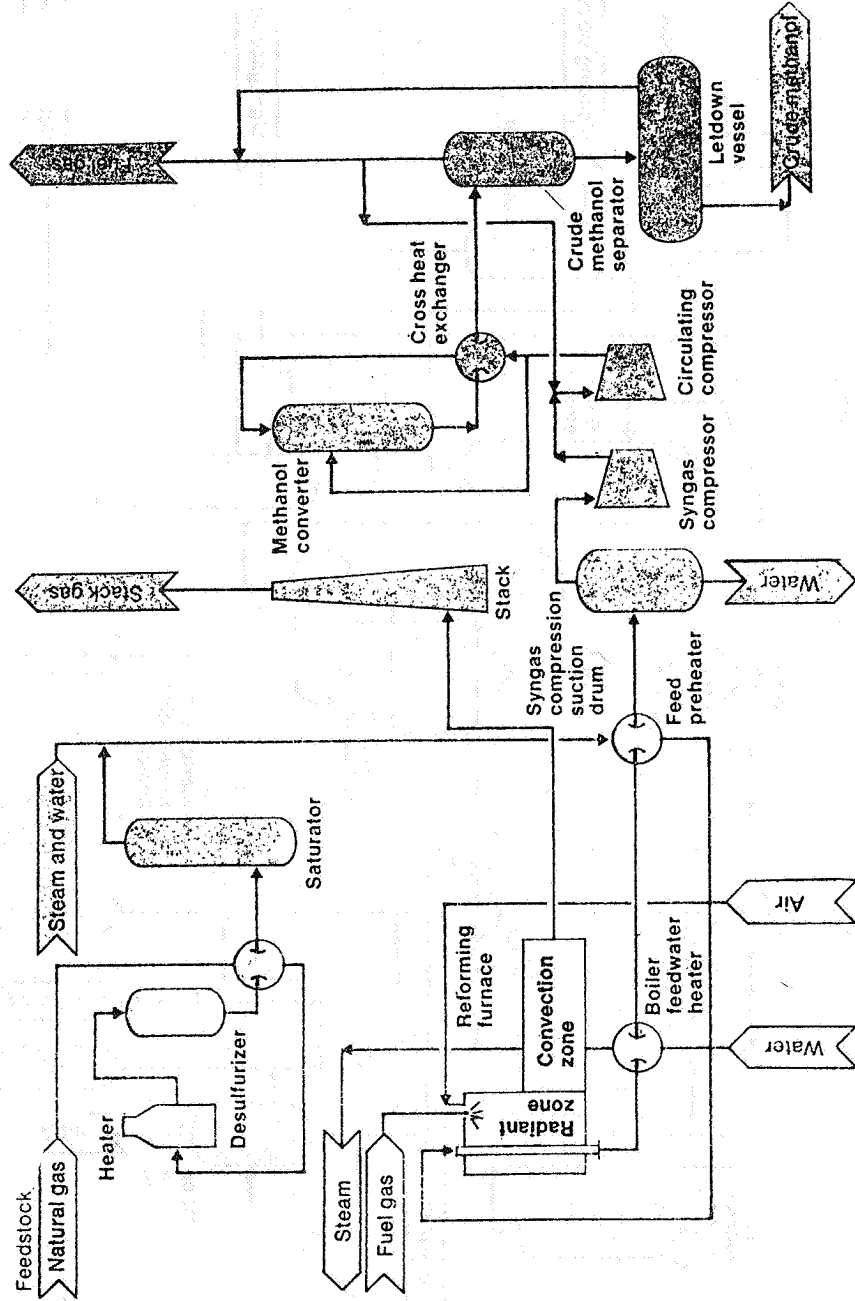 Feedstock
Natural gas
Heater
Desulfurizer
Steam and water
Saturator
Steam
Fuel gas
Reforming
furnace
Radiant
zone
Convection
zone
Boiler
feedwater
heater
Water
Air
Feed
preheater
Syngas
compression
suction
drum
Water
Stack gas
Stack
Methanol
converter
Cross heat
exchanger
Syngas
compressor
Circulating
compressor
Crude
methanol
separator
Fuel gas
Letdown
vessel
Crude methanol